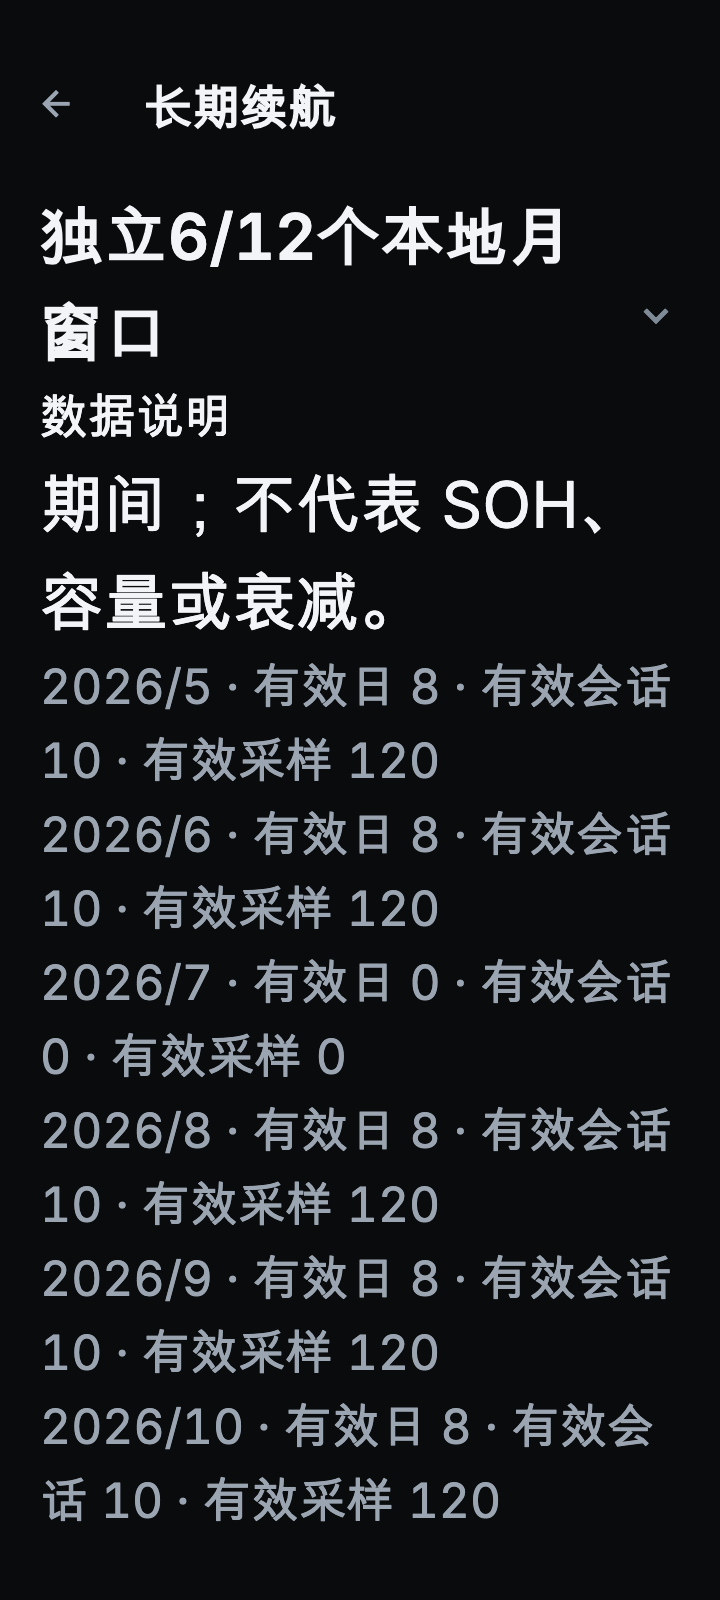 长期续航
独立6/12个本地月
窗口
数据说明
期间；不代表 SOH、
容量或衰减。
2026/5 · 有效日 8 · 有效会话
10 · 有效采样 120
2026/6 · 有效日 8 · 有效会话
10 · 有效采样 120
2026/7 · 有效日 0 · 有效会话
0 · 有效采样 0
2026/8 · 有效日 8 · 有效会话
10 · 有效采样 120
2026/9 · 有效日 8 · 有效会话
10 · 有效采样 120
2026/10 · 有效日 8 · 有效会
话 10 · 有效采样 120